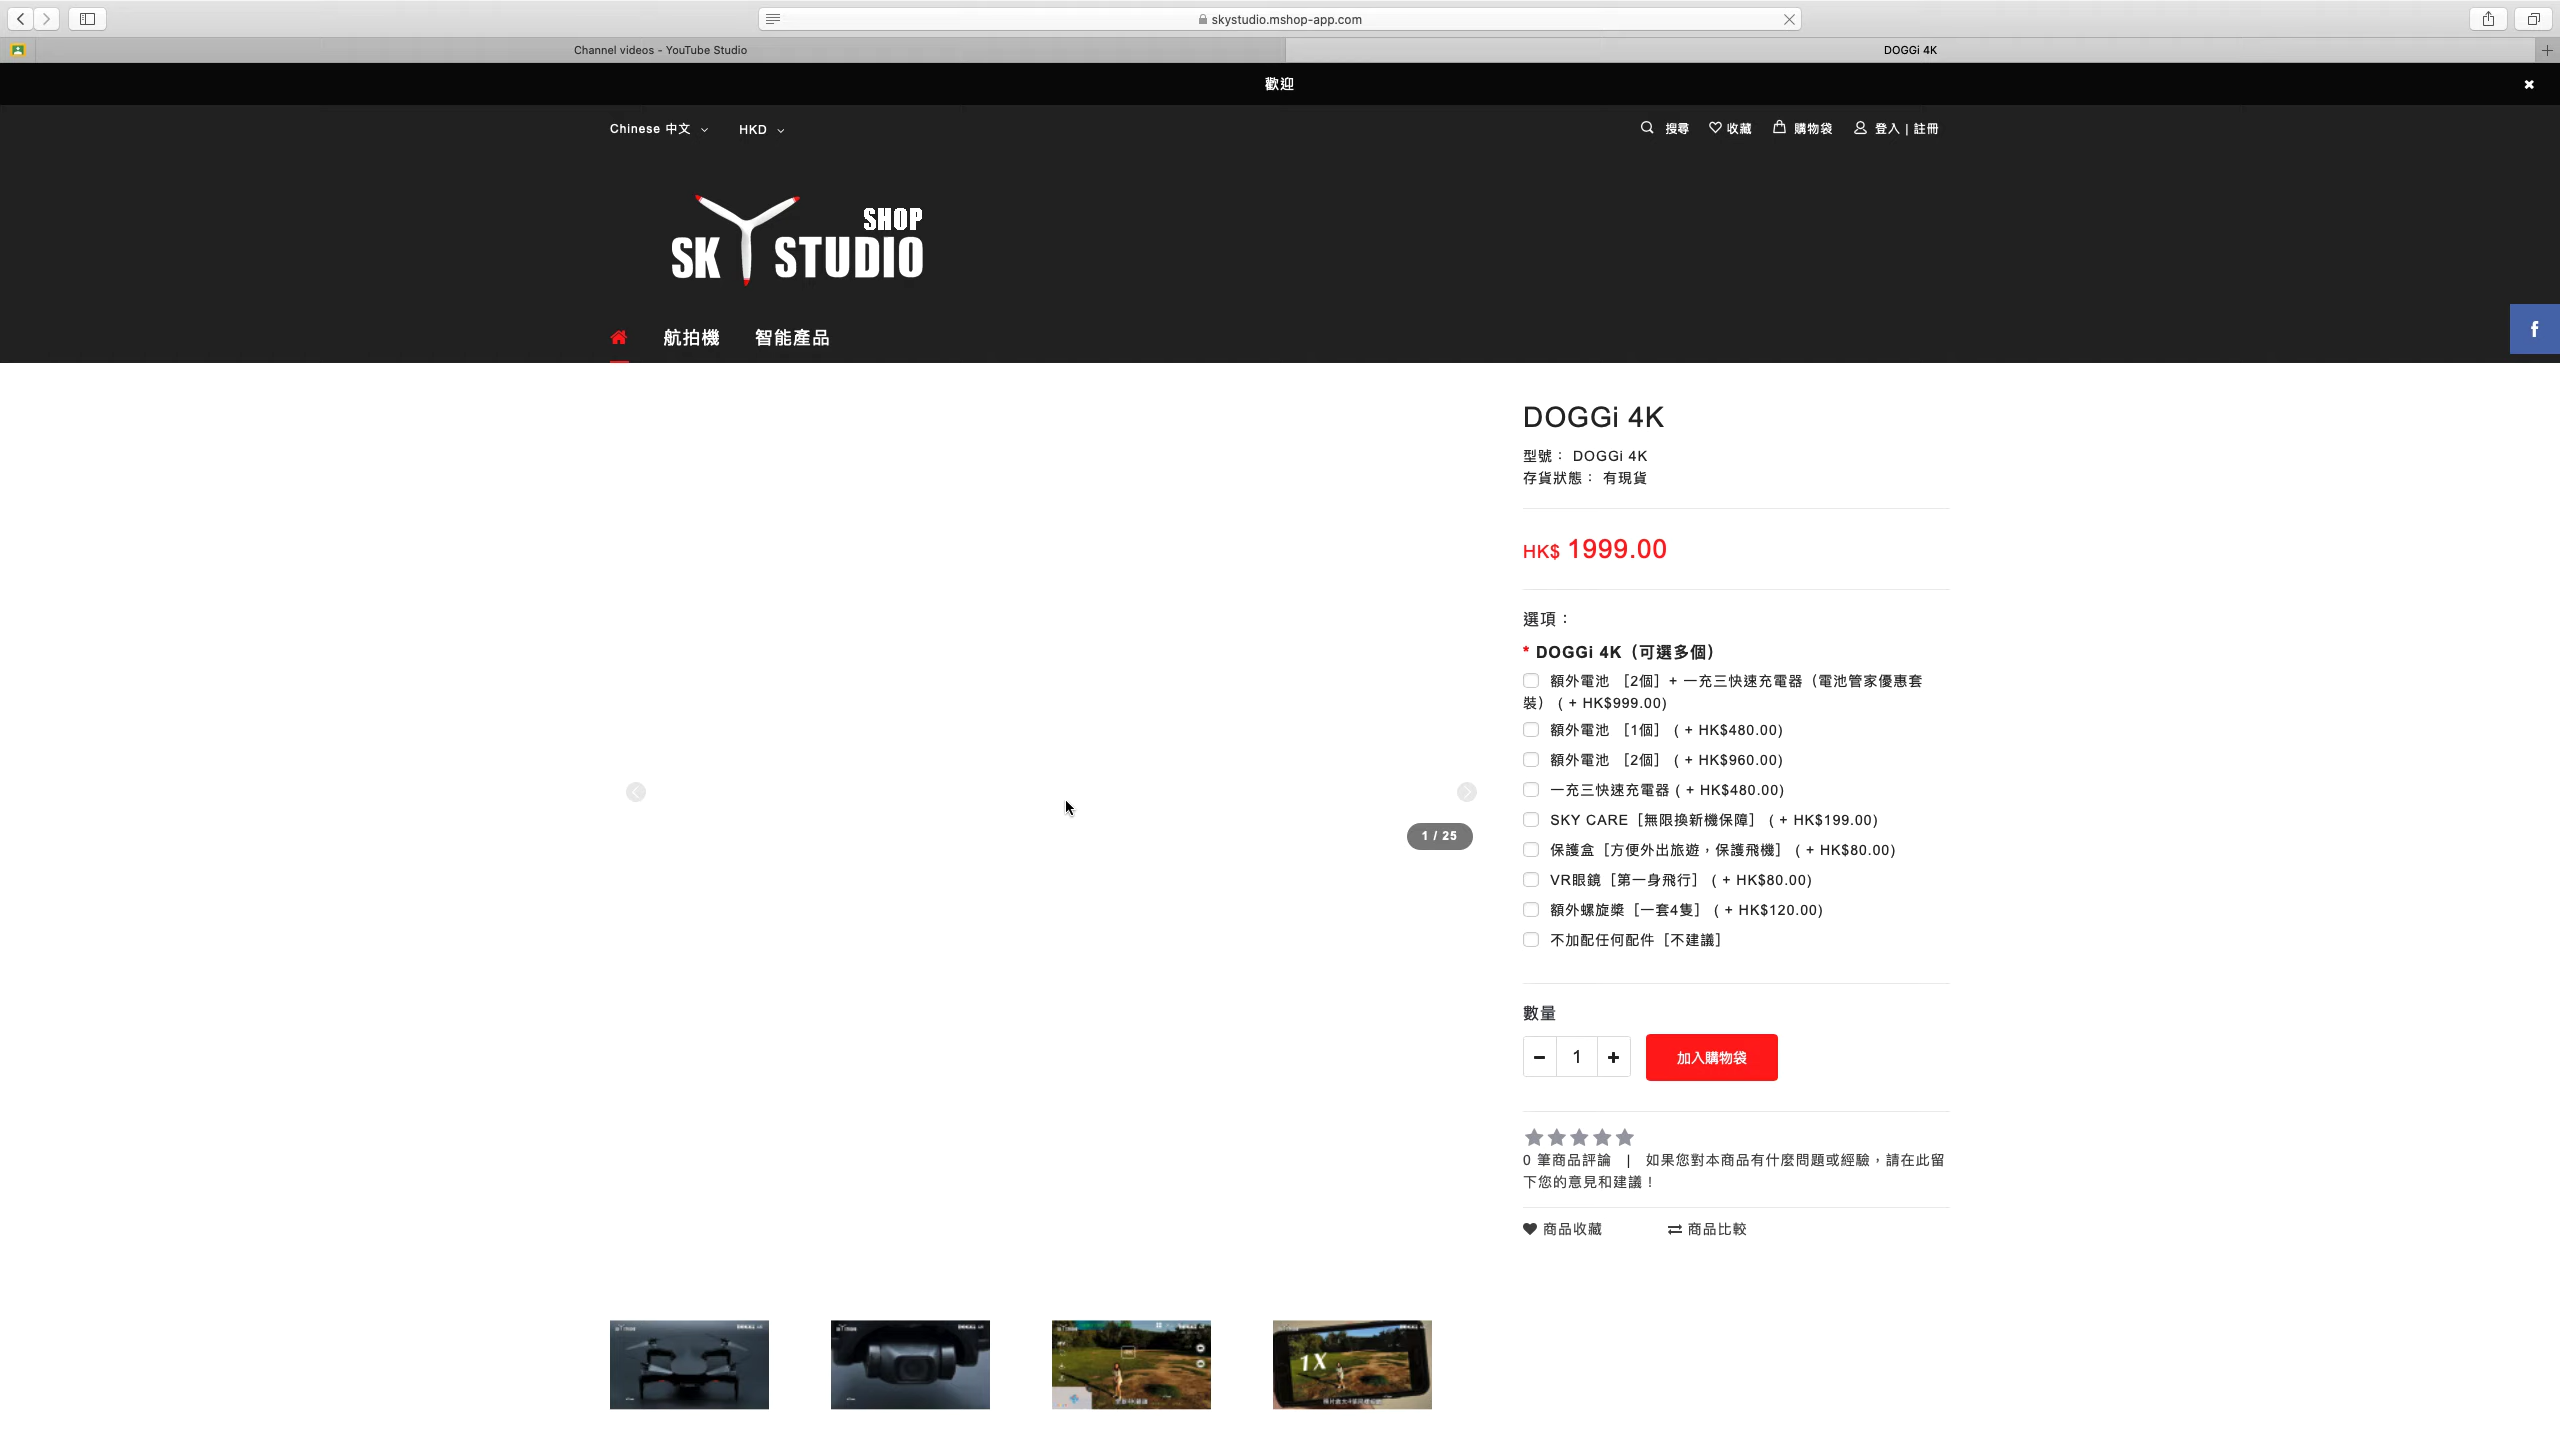 skystudio.mshop-app.com
Channel videos - YouTube Studio
DOGGi 4K
歡迎
Chinese 中文
HKD
搜尋
收藏
購物袋
登入 | 註冊
SHOP
SKY STUDIO
航拍機
智能產品
f
DOGGi 4K
型號： DOGGi 4K
存貨狀態： 有現貨
HK$ 1999.00
選項：
* DOGGi 4K（可選多個）
額外電池 ［2個］+ 一充三快速充電器（電池管家優惠套
裝） ( + HK$999.00)
額外電池 ［1個］ ( + HK$480.00)
額外電池 ［2個］ ( + HK$960.00)
一充三快速充電器 ( + HK$480.00)
SKY CARE［無限換新機保障］ ( + HK$199.00)
保護盒［方便外出旅遊，保護飛機］ ( + HK$80.00)
VR眼鏡［第一身飛行］ ( + HK$80.00)
額外螺旋槳［一套4隻］ ( + HK$120.00)
不加配任何配件［不建議］
1 / 25
數量
1
加入購物袋
0 筆商品評論 | 如果您對本商品有什麼問題或經驗，請在此留
下您的意見和建議！
商品收藏
商品比較
1X